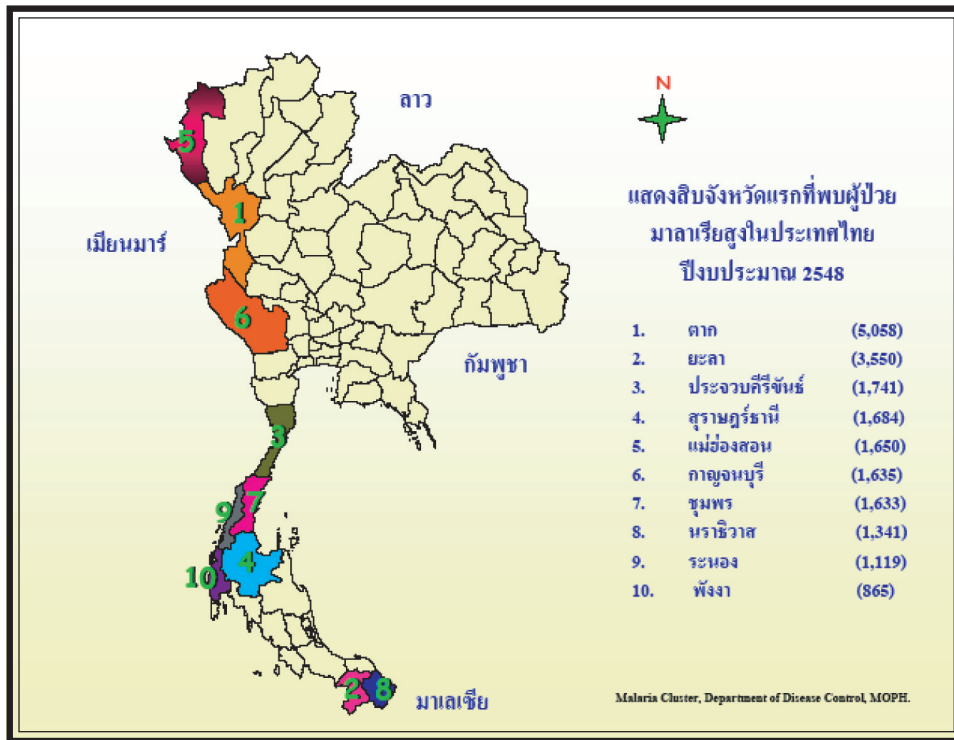 N
ลาว
แสดงสิบจังหวัดแรกที่พบผู้ป่วย
มาลาเรียสูงในประเทศไทย
ปีงบประมาณ 2548
เมียนมาร์
กัมพูชา
มาเลเซีย
1. ตาก (5,058)
2. ยะลา (3,550)
3. ประจวบคีรีขันธ์ (1,741)
4. สุราษฎร์ธานี (1,684)
5. แม่ฮ่องสอน (1,650)
6. กาญจนบุรี (1,635)
7. ชุมพร (1,633)
8. นราธิวาส (1,341)
9. ระนอง (1,119)
10. พังงา (865)
5
1
6
3
7
9
4
10
2
8
Malaria Cluster, Department of Disease Control, MOPH.